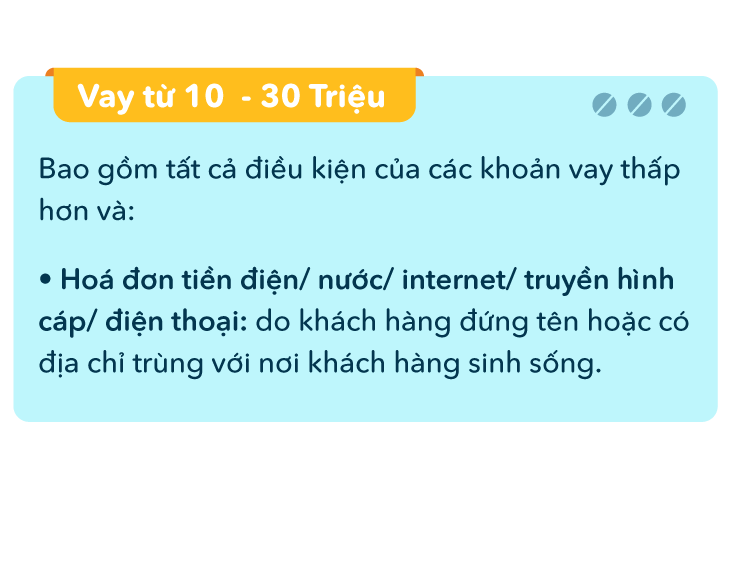 Vay từ 10 - 30 Triệu
Bao gồm tất cả điều kiện của các khoản vay thấp
hơn và:
• Hoá đơn tiền điện/ nước/ internet/ truyền hình
cáp/ điện thoại: do khách hàng đứng tên hoặc có
địa chỉ trùng với nơi khách hàng sinh sống.